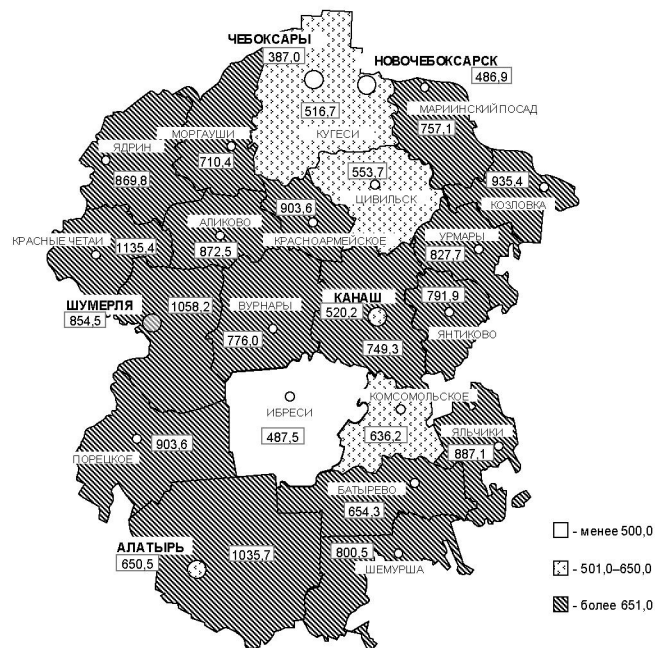 ЧЕБОКСАРЫ
387,0
НОВОЧЕБОКСАРСК
486,9
516,7
КУГЕСИ
МАРИИНСКИЙ ПОСАД
757,1
МОРГАУШИ
710,4
ЯДРИН
869,8
553,7
ЦИВИЛЬСК
935,4
КОЗЛОВКА
903,6
КРАСНОАРМЕЙСКОЕ
АЛИКОВО
872,5
КРАСНЫЕ ЧЕТАИ
1135,4
УРМАРЫ
827,7
ШУМЕРЛЯ
854,5
1058,2
ВУРНАРЫ
776,0
КАНАШ
520,2
749,3
791,9
ЯНТИКОВО
ИБРЕСИ
487,5
КОМСОМОЛЬСКОЕ
636,2
ЯЛЬЧИКИ
887,1
ПОРЕЦКОЕ
903,6
БАТЫРЕВО
654,3
АЛАТЫРЬ
650,5
1035,7
800,5
ШЕМУРША
- менее 500,0
- 501,0–650,0
- более 651,0